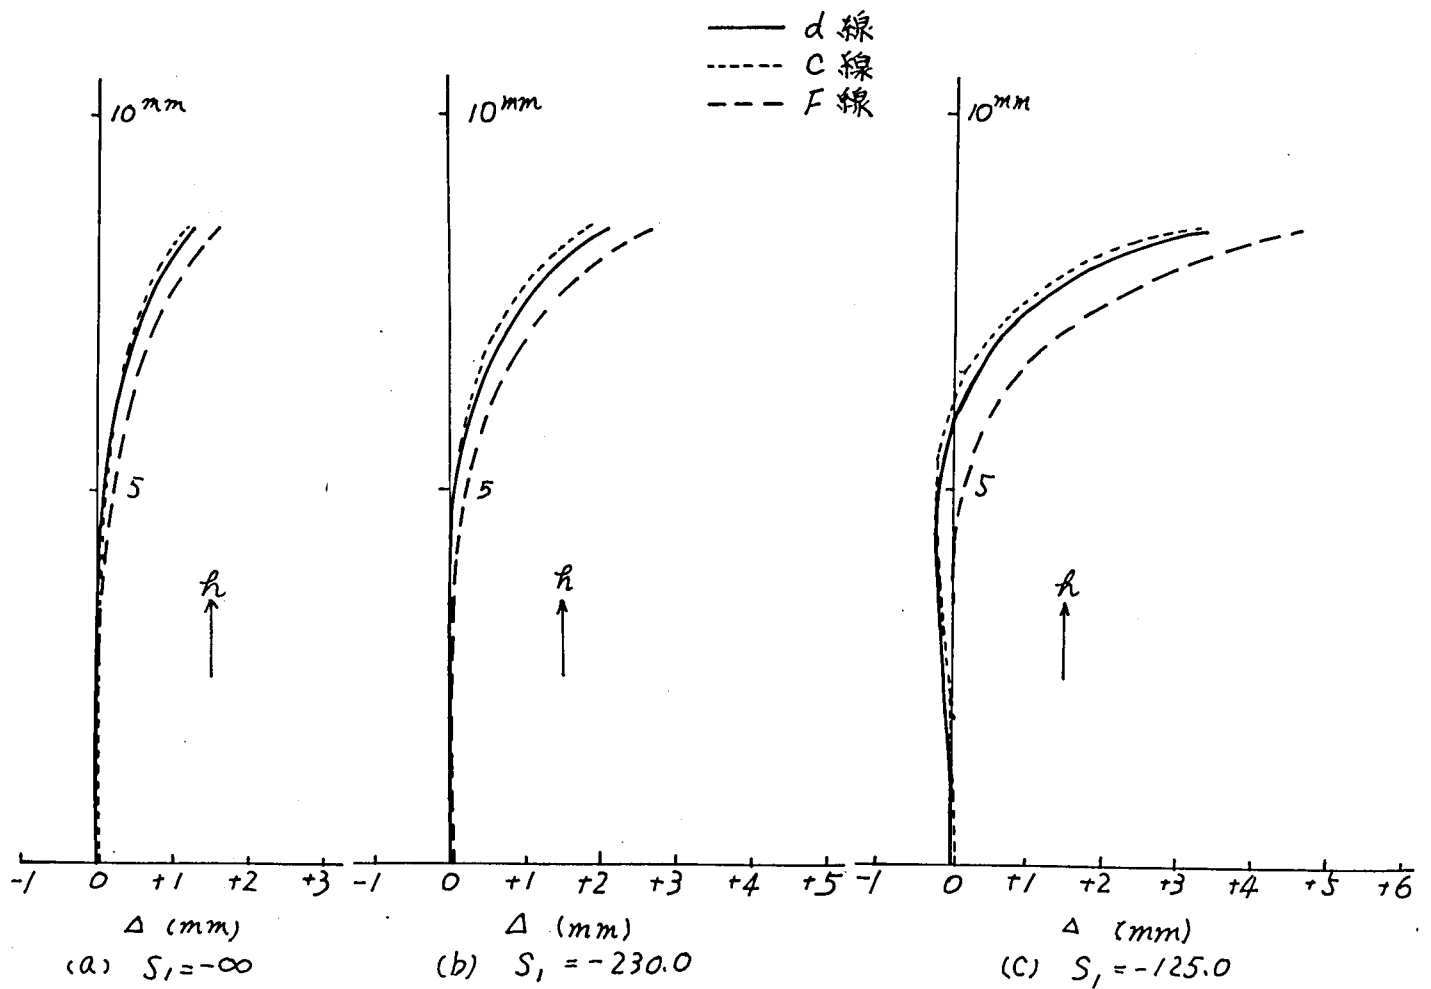 d 線
C 線
F 線
10mm
5
h
-1 0 +1 +2 +3
Δ (mm)
(a) S1=-∞
10mm
5
h
-1 0 +1 +2 +3 +4 +5
Δ (mm)
(b) S1 =-230.0
10mm
5
h
-1 0 +1 +2 +3 +4 +5 +6
Δ (mm)
(C) S1 =-125.0